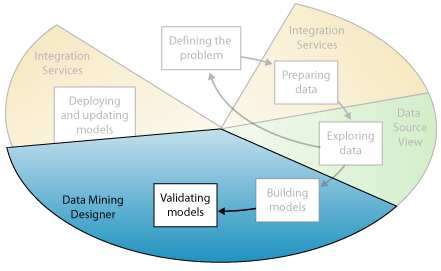 Defining the
problem
Integration
Services
Integration
Services
Preparing
data
Deploying
and updating
models
Data
Source
View
Exploring
data
Data Mining
Designer
Validating
models
Building
models